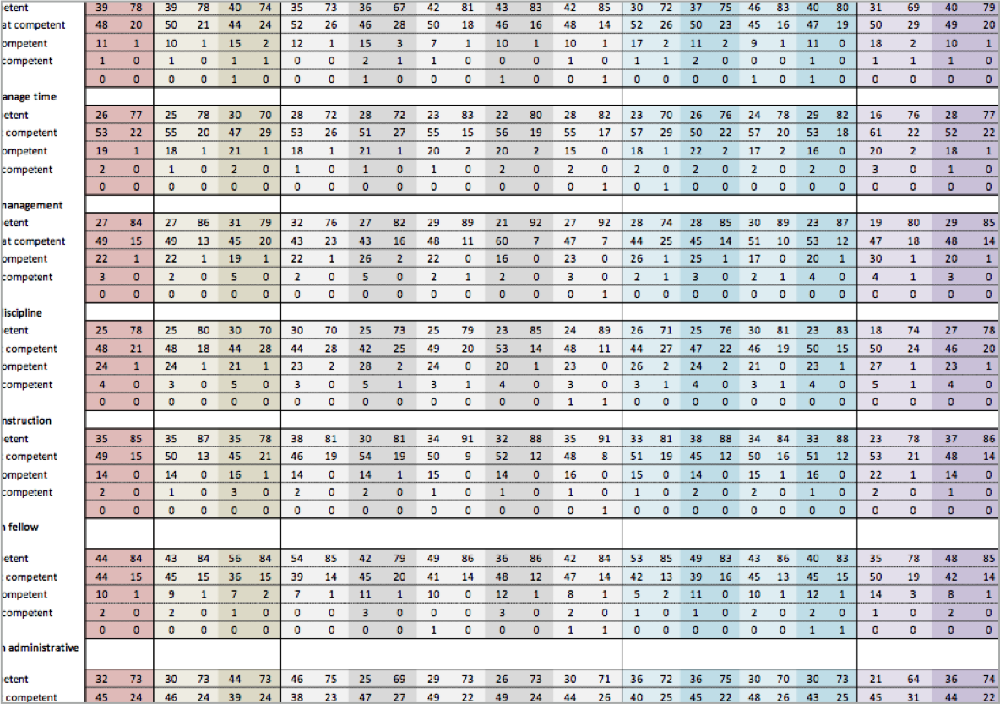 etent 39 78 39 78 40 74 35 73 36 67 42 81 43 83 42 85 30 72 37 75 46 83 40 80 31 69 40 79
at competent 48 20 50 21 44 24 52 26 46 28 50 18 46 16 48 14 52 26 50 23 45 16 47 19 50 29 49 20
ompetent 11 1 10 1 15 2 12 1 15 3 7 1 10 1 10 1 17 2 11 2 9 1 11 0 18 2 10 1
competent 1 0 1 0 1 1 0 0 2 1 1 0 0 0 1 0 1 1 2 0 0 0 1 0 1 1 1 0
0 0 0 0 1 0 0 0 1 0 0 0 1 0 0 1 0 0 0 0 1 0 1 0 0 0 0 0
anage time
etent 26 77 25 78 30 70 28 72 28 72 23 83 22 80 28 82 23 70 26 76 24 78 29 82 16 76 28 77
competent 53 22 55 20 47 29 53 26 51 27 55 15 56 19 55 17 57 29 50 22 57 20 53 18 61 22 52 22
ompetent 19 1 18 1 21 1 18 1 21 1 20 2 20 2 15 0 18 1 22 2 17 2 16 0 20 2 18 1
competent 2 0 1 0 2 0 1 0 1 0 1 0 2 0 2 0 2 0 2 0 2 0 2 0 3 0 1 0
0 0 0 0 0 0 0 0 0 0 0 0 0 0 0 1 0 1 0 0 0 0 0 0 0 0 0 0
nanagement
etent 27 84 27 86 31 79 32 76 27 82 29 89 21 92 27 92 28 74 28 85 30 89 23 87 19 80 29 85
at competent 49 15 49 13 45 20 43 23 43 16 48 11 60 7 47 7 44 25 45 14 51 10 53 12 47 18 48 14
ompetent 22 1 22 1 19 1 22 1 26 2 22 0 16 0 23 0 26 1 25 1 17 0 20 1 30 1 20 1
competent 3 0 2 0 5 0 2 0 5 0 2 1 2 0 3 0 2 1 3 0 2 1 4 0 4 1 3 0
0 0 0 0 0 0 0 0 0 0 0 0 0 0 0 1 0 0 0 0 0 0 0 0 0 0 0 0
liscipline
etent 25 78 25 80 30 70 30 70 25 73 25 79 23 85 24 89 26 71 25 76 30 81 23 83 18 74 27 78
competent 48 21 48 18 44 28 44 28 42 25 49 20 53 14 48 11 44 27 47 22 46 19 50 15 50 24 46 20
ompetent 24 1 24 1 21 1 23 2 28 2 24 0 20 1 23 0 26 2 24 2 21 0 23 1 27 1 23 1
competent 4 0 3 0 5 0 3 0 5 1 3 1 4 0 3 0 3 1 4 0 3 1 4 0 5 1 4 0
0 0 0 0 0 0 0 0 0 0 0 0 0 0 1 1 0 0 0 0 0 0 0 0 0 0 0 0
nstruction
etent 35 85 35 87 35 78 38 81 30 81 34 91 32 88 35 91 33 81 38 88 34 84 33 88 23 78 37 86
competent 49 15 50 13 45 21 46 19 54 19 50 9 52 12 48 8 51 19 45 12 50 16 51 12 53 21 48 14
ompetent 14 0 14 0 16 1 14 0 14 1 15 0 14 0 16 0 15 0 14 0 15 1 16 0 22 1 14 0
competent 2 0 1 0 3 0 2 0 2 0 1 0 1 0 1 0 1 0 2 0 2 0 1 0 2 0 1 0
0 0 0 0 0 0 0 0 0 0 0 0 0 0 0 1 0 0 0 0 0 0 0 0 0 0 0 0
n fellow
etent 44 84 43 84 56 84 54 85 42 79 49 86 36 86 42 84 53 85 49 83 43 86 40 83 35 78 48 85
competent 44 15 45 15 36 15 39 14 45 20 41 14 48 12 47 14 42 13 39 16 45 13 45 15 50 19 42 14
ompetent 10 1 9 1 7 2 7 1 11 1 10 0 12 1 8 1 5 2 11 0 10 1 12 1 14 3 8 1
competent 2 0 2 0 1 0 0 0 3 0 0 0 3 0 2 0 1 0 1 0 2 0 2 0 1 0 2 0
0 0 0 0 0 0 0 0 0 0 1 0 0 0 1 1 0 0 0 0 0 0 1 1 0 0 0 0
n administrative
etent 32 73 30 73 44 73 46 75 25 69 29 73 26 73 30 71 36 72 36 75 30 70 30 73 21 64 36 74
competent 45 24 46 24 39 24 38 23 47 27 49 22 49 24 44 26 40 25 45 22 48 26 43 25 45 31 44 22